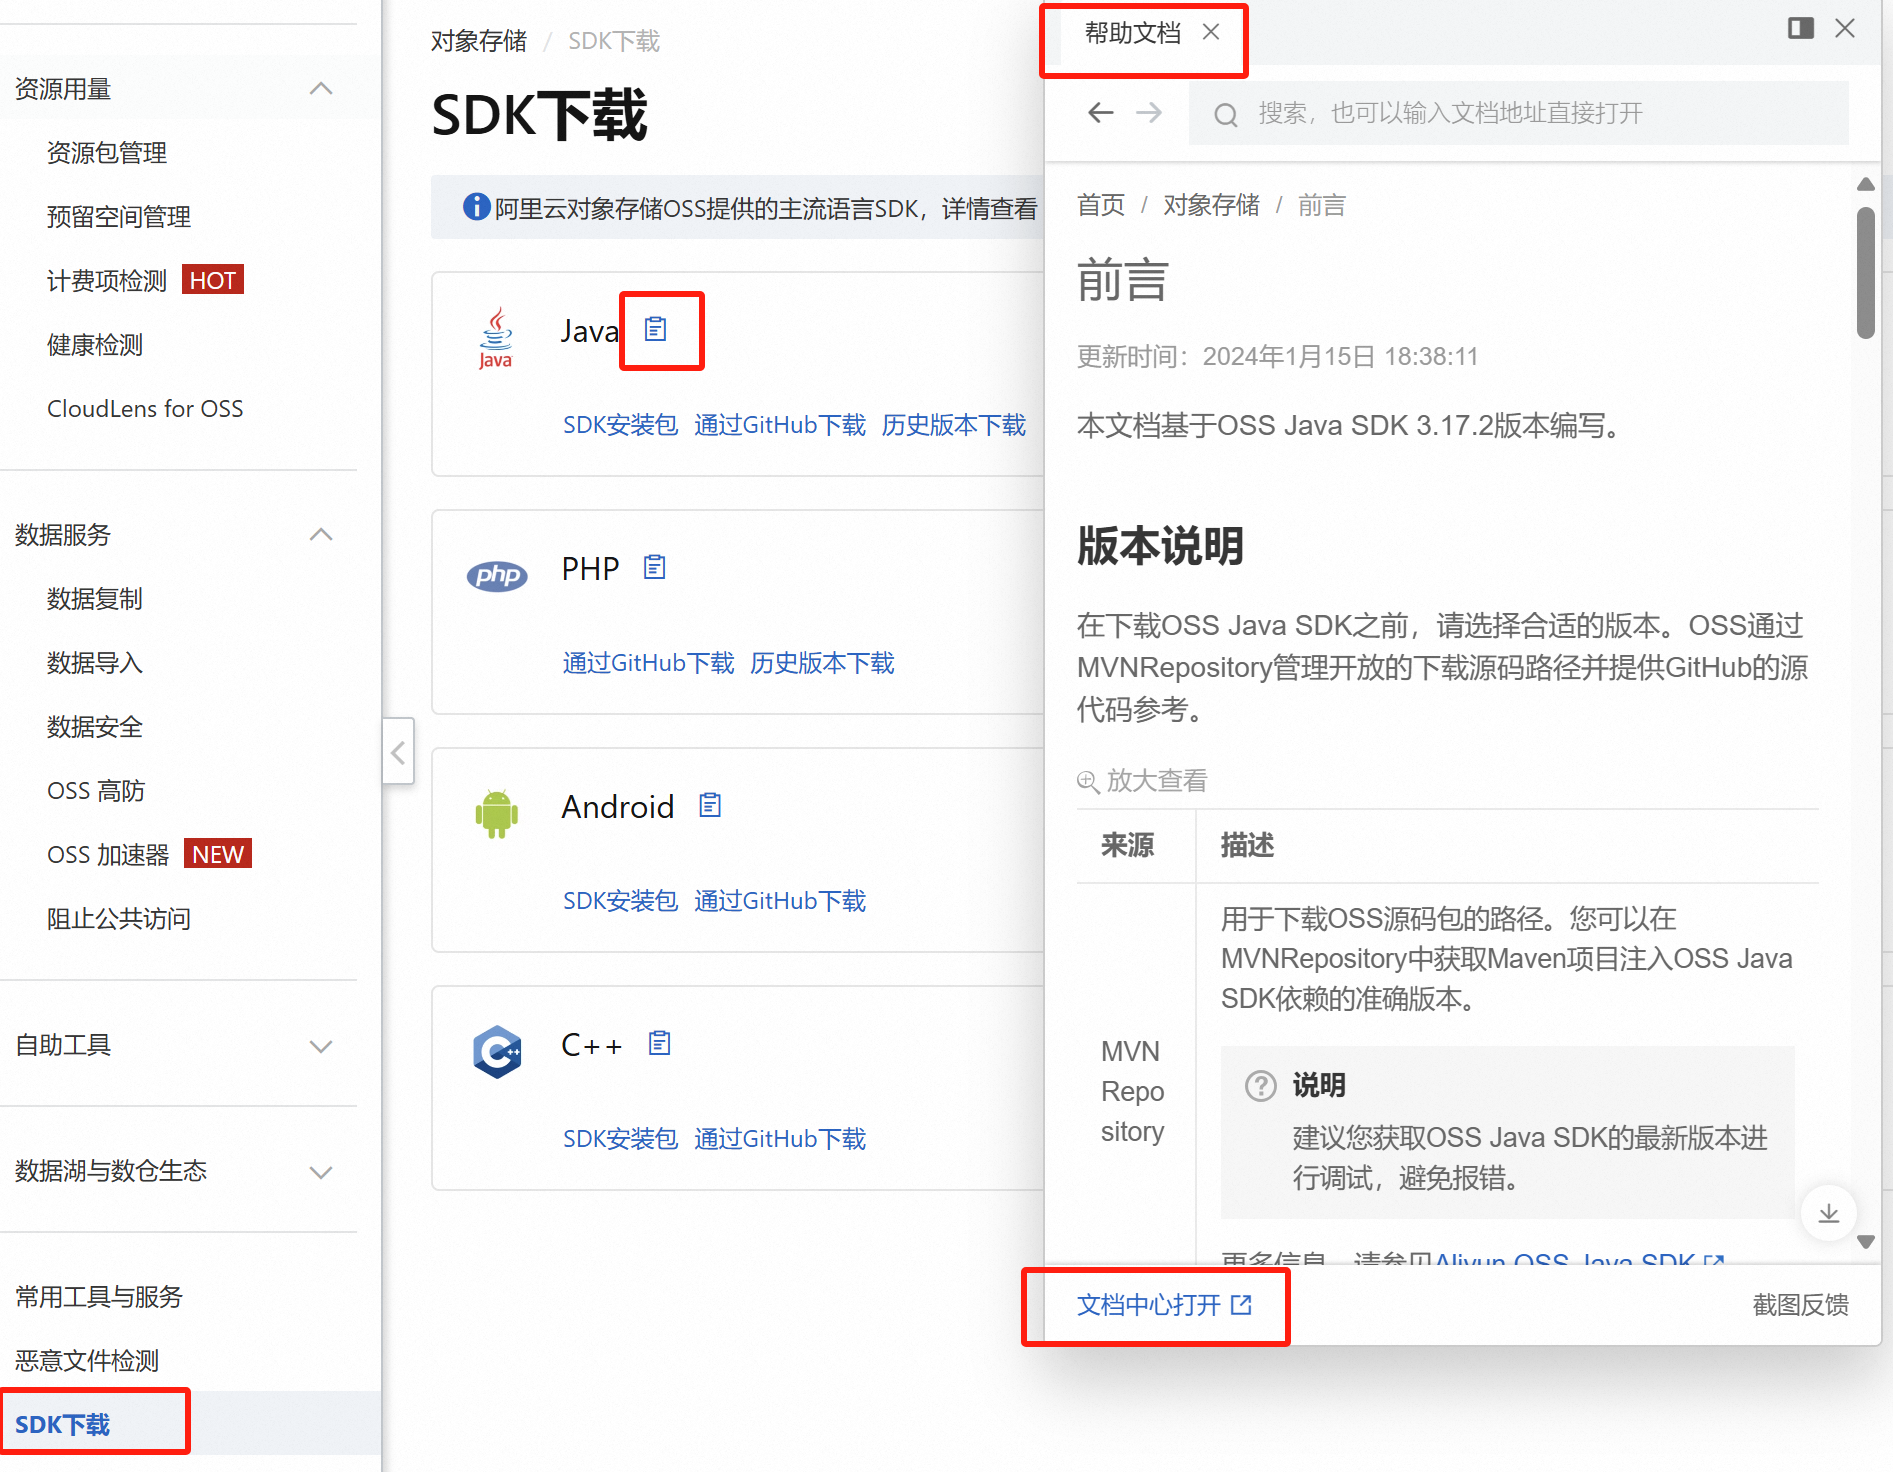 资源用量
资源包管理
预留空间管理
计费项检测 HOT
健康检测
CloudLens for OSS
数据服务
数据复制
数据导入
数据安全
OSS 高防
OSS 加速器 NEW
阻止公共访问
自助工具
数据湖与数仓生态
常用工具与服务
恶意文件检测
SDK下载
对象存储 / SDK下载
SDK下载
阿里云对象存储OSS提供的主流语言SDK，详情查看
Java
Java
SDK安装包 通过GitHub下载 历史版本下载
php
PHP
通过GitHub下载 历史版本下载
Android
SDK安装包 通过GitHub下载
C++
C++
SDK安装包 通过GitHub下载
帮助文档
搜索，也可以输入文档地址直接打开
首页 / 对象存储 / 前言
前言
更新时间：2024年1月15日 18:38:11
本文档基于OSS Java SDK 3.17.2版本编写。
版本说明
在下载OSS Java SDK之前，请选择合适的版本。OSS通过
MVNRepository管理开放的下载源码路径并提供GitHub的源
代码参考。
放大查看
来源 描述
MVN
Repo
sitory
用于下载OSS源码包的路径。您可以在
MVNRepository中获取Maven项目注入OSS Java
SDK依赖的准确版本。
说明
建议您获取OSS Java SDK的最新版本进
行调试，避免报错。
更多信息，请参见Aliyun OSS Java SDK
文档中心打开
截图反馈